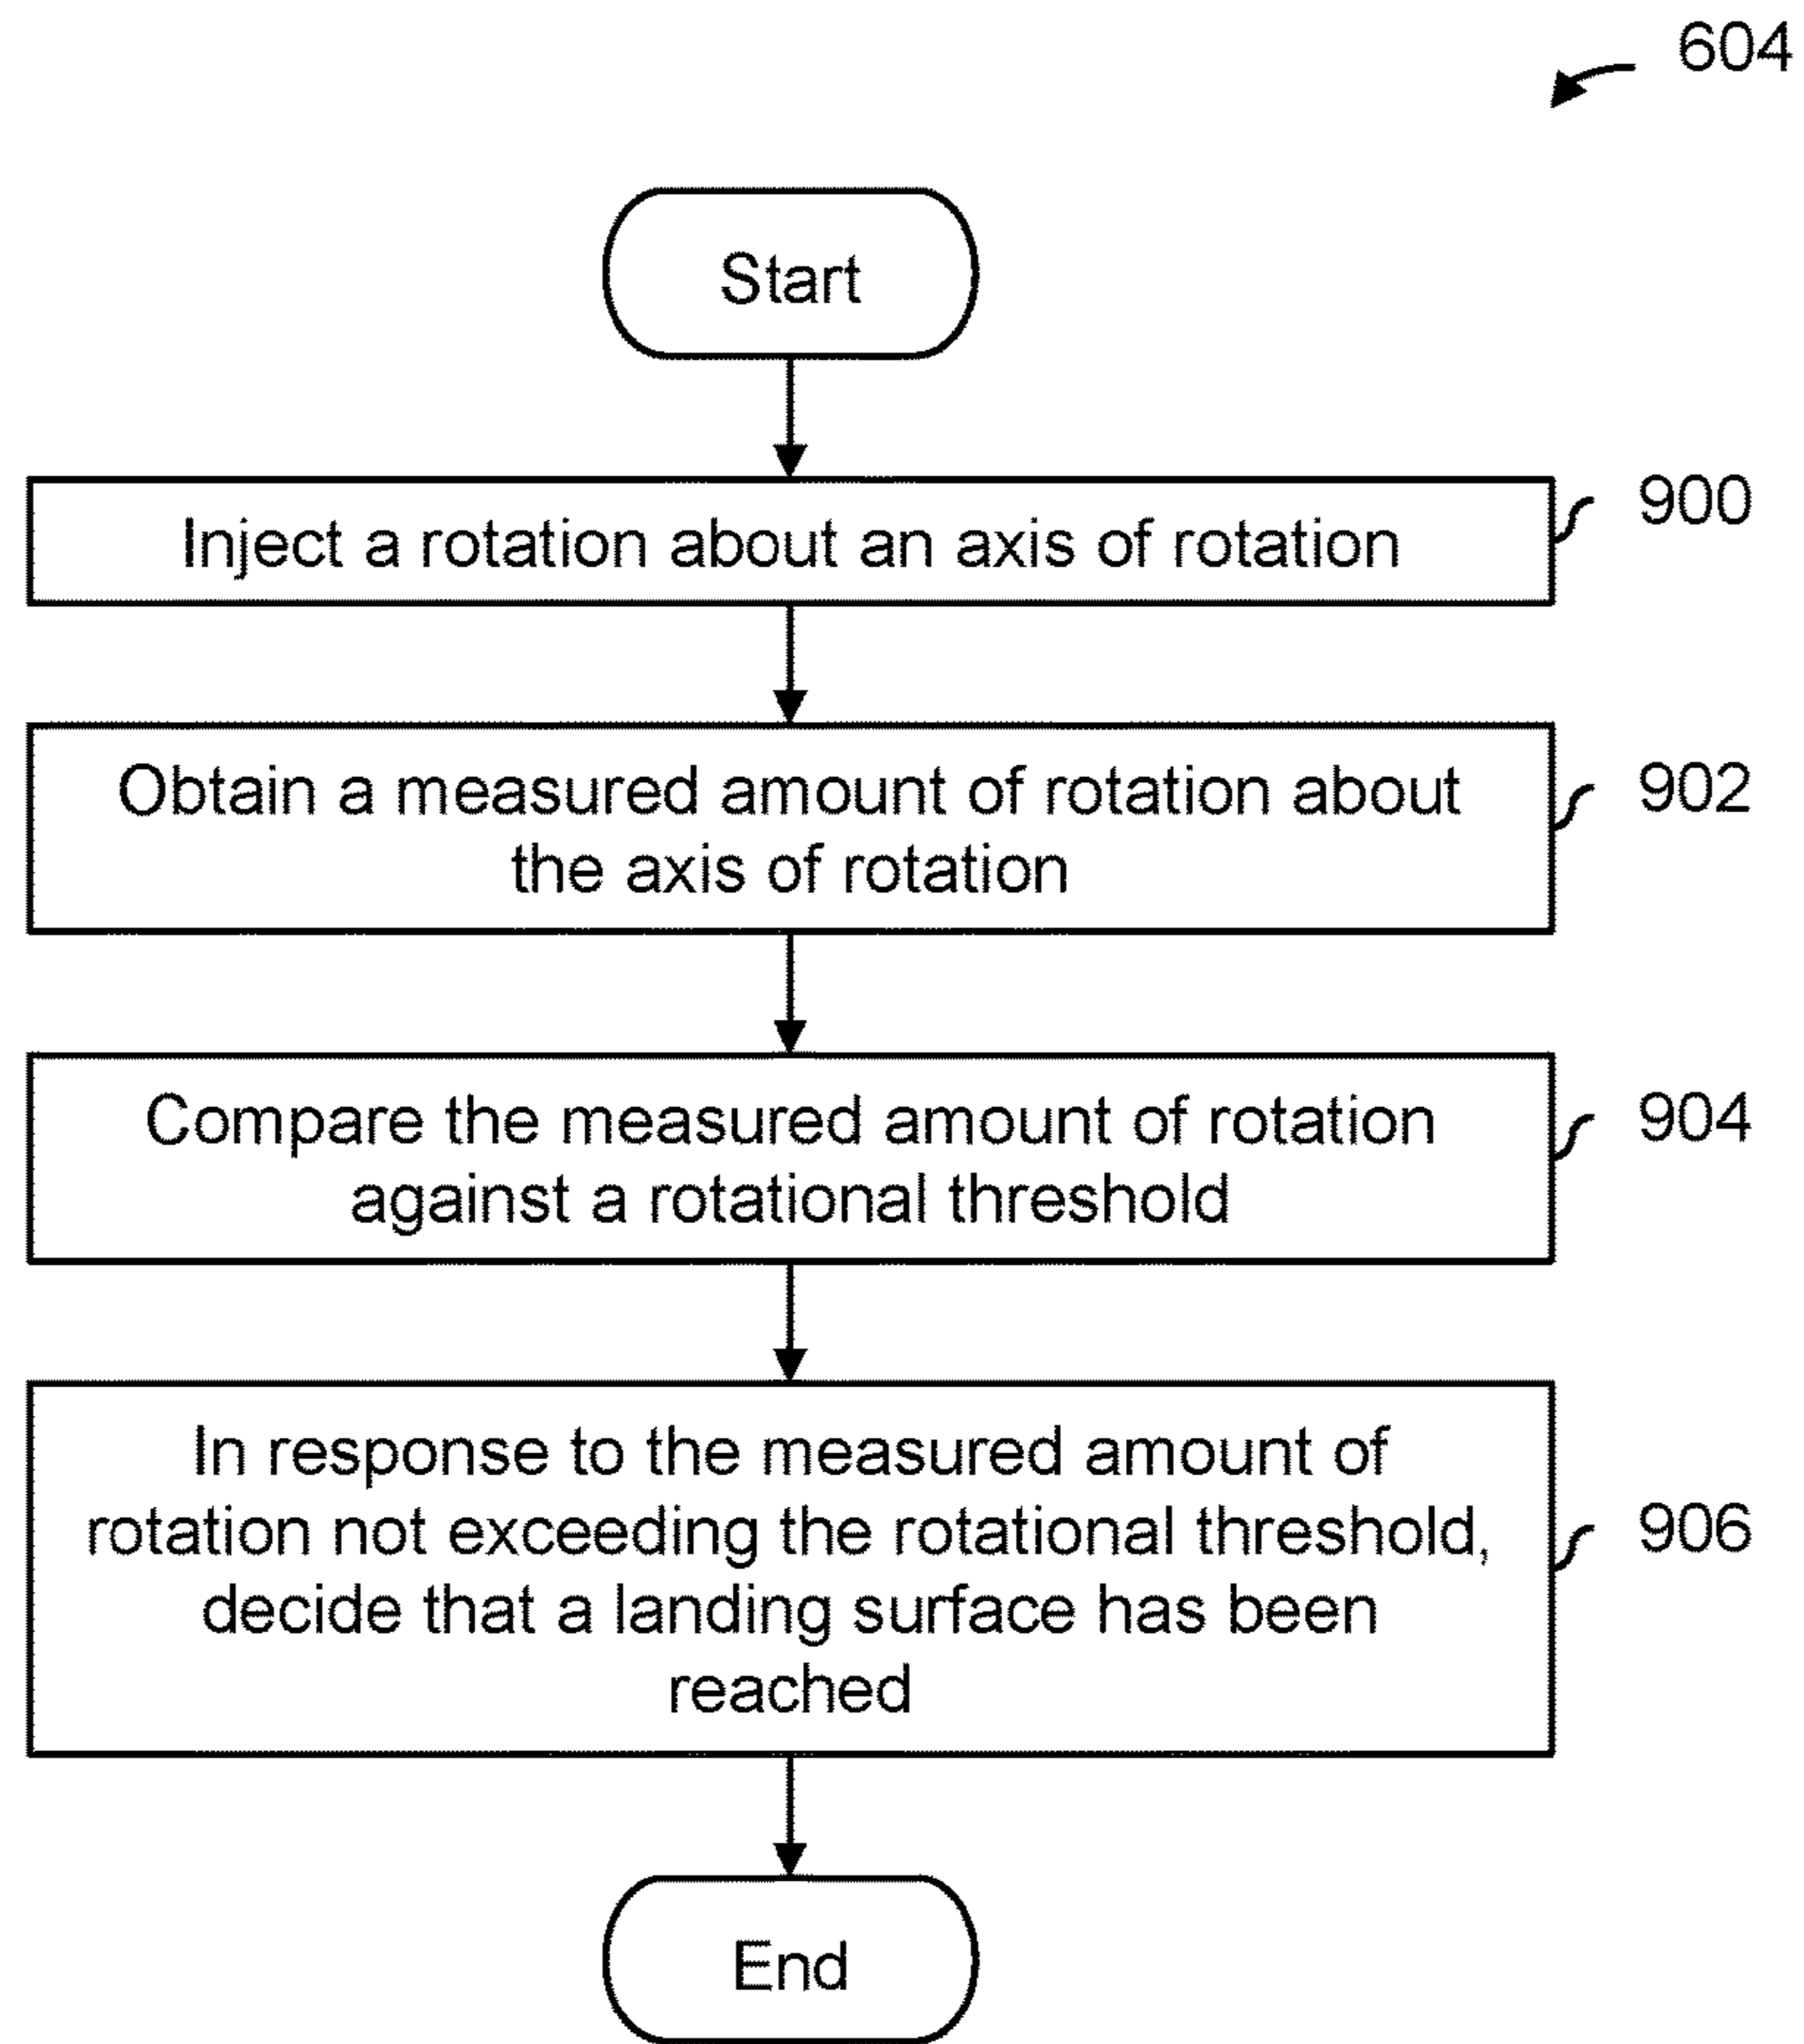 604
Start
Inject a rotation about an axis of rotation
900
Obtain a measured amount of rotation about
the axis of rotation
902
Compare the measured amount of rotation
against a rotational threshold
904
In response to the measured amount of
rotation not exceeding the rotational threshold,
decide that a landing surface has been
reached
906
End